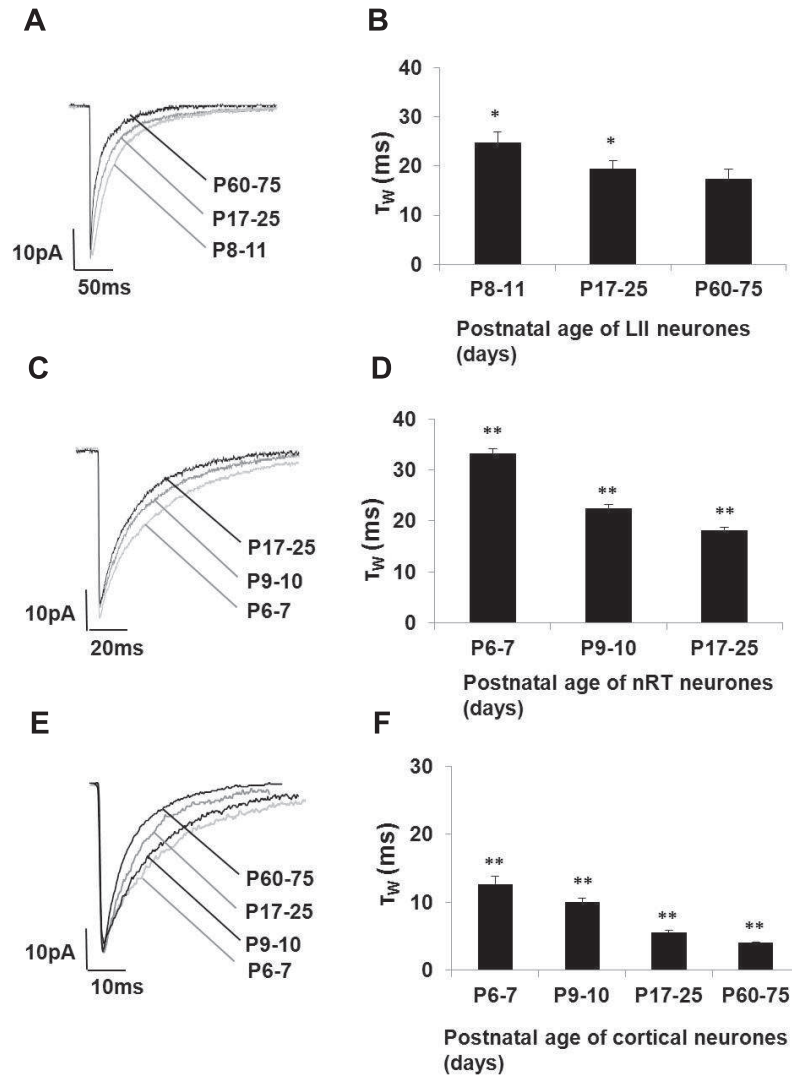 A
P60-75
P17-25
P8-11
10pA
50ms
B
40
30
20
10
0
τW (ms)
*
*
P8-11 P17-25 P60-75
Postnatal age of LII neurones
(days)
C
P17-25
P9-10
P6-7
10pA
20ms
D
40
30
20
10
0
τW (ms)
**
**
**
P6-7 P9-10 P17-25
Postnatal age of nRT neurones
(days)
E
P60-75
P17-25
P9-10
P6-7
10pA
10ms
F
30
20
10
0
τW (ms)
**
**
**
**
P6-7 P9-10 P17-25 P60-75
Postnatal age of cortical neurones
(days)